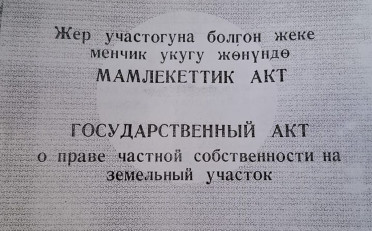 Жер участогуна болгон жеке
менчик укугу жөнүндө
МАМЛЕКЕТТИК АКТ
ГОСУДАРСТВЕННЫЙ АКТ
о праве частной собственности на
земельный участок